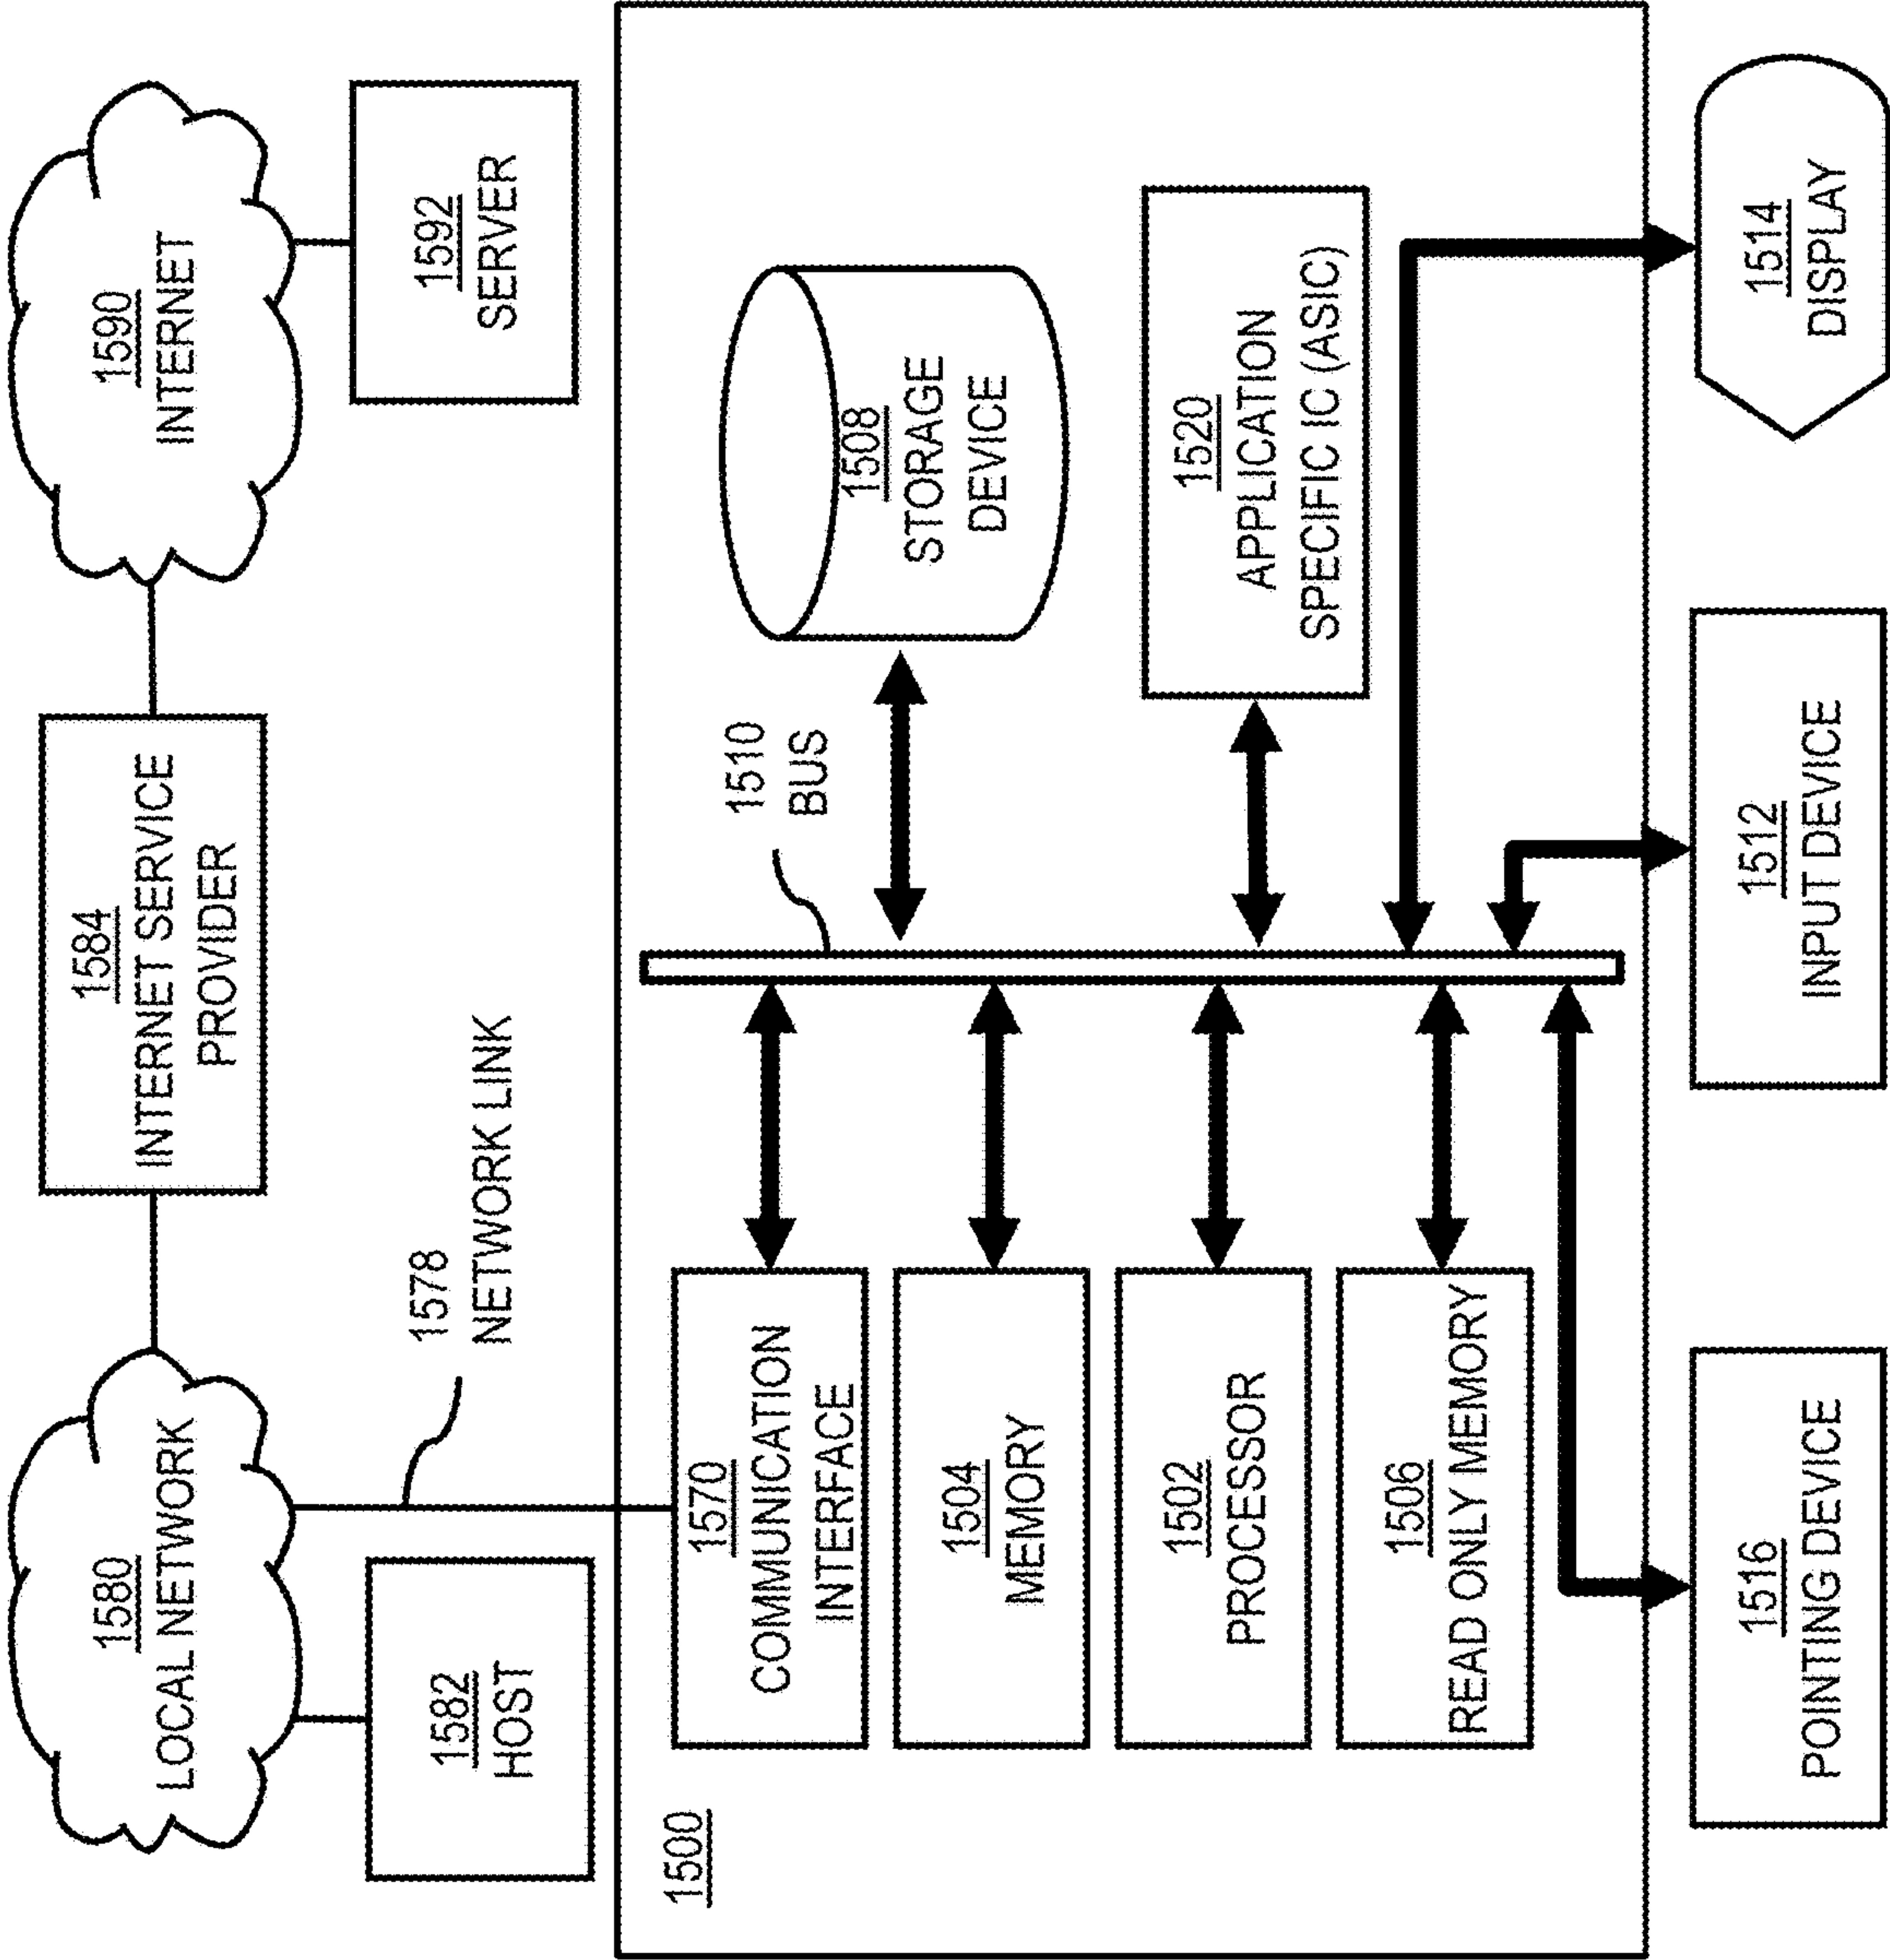 1580
LOCAL NETWORK
1584
INTERNET SERVICE
PROVIDER
1590
INTERNET
1582
HOST
1578
NETWORK LINK
1592
SERVER
1500
1570
COMMUNICATION
INTERFACE
1510
BUS
1508
STORAGE
DEVICE
1504
MEMORY
1502
PROCESSOR
1520
APPLICATION
SPECIFIC IC (ASIC)
1506
READ ONLY MEMORY
1516
POINTING DEVICE
1512
INPUT DEVICE
1514
DISPLAY